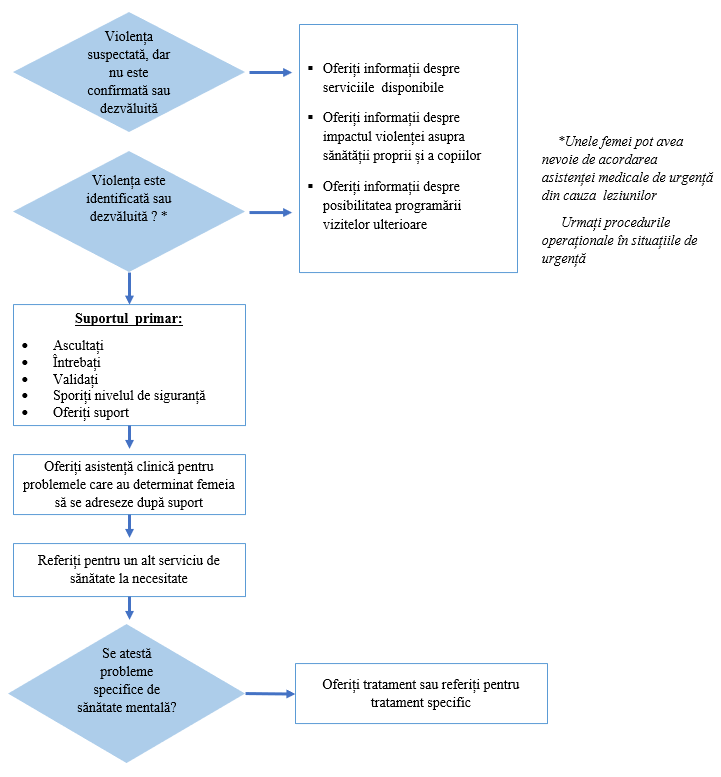 Violența
suspectată, dar
nu este
confirmată sau
dezvăluită
▪ Oferiți informații despre
serviciile disponibile
▪ Oferiți informații despre
impactul violenței asupra
sănătății proprii și a copiilor
▪ Oferiți informații despre
posibilitatea programării
vizitelor ulterioare
*Unele femei pot avea
nevoie de acordarea
asistenței medicale de urgență
din cauza leziunilor
Urmați procedurile
operaționale în situațiile de
urgență
Violența este
identificată sau
dezvăluită ? *
Suportul primar:
• Ascultați
• Întrebați
• Validați
• Sporiți nivelul de siguranță
• Oferiți suport
Oferiți asistență clinică pentru
problemele care au determinat femeia
să se adreseze după suport
Referiți pentru un alt serviciu de
sănătate la necesitate
Se atestă
probleme
specifice de
sănătate mentală?
Oferiți tratament sau referiți pentru
tratament specific